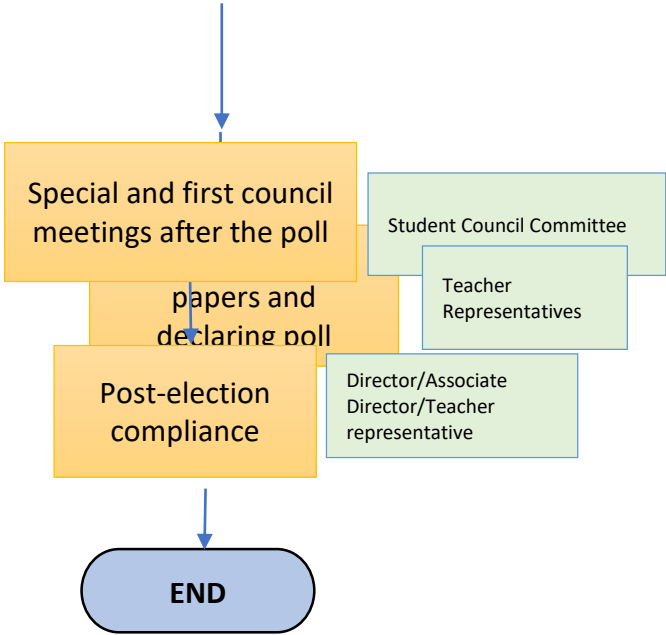 Special and first council
meetings after the poll
Student Council Committee
Teacher
Representatives
papers and
declaring poll
Post-election
compliance
Director/Associate
Director/Teacher
representative
END